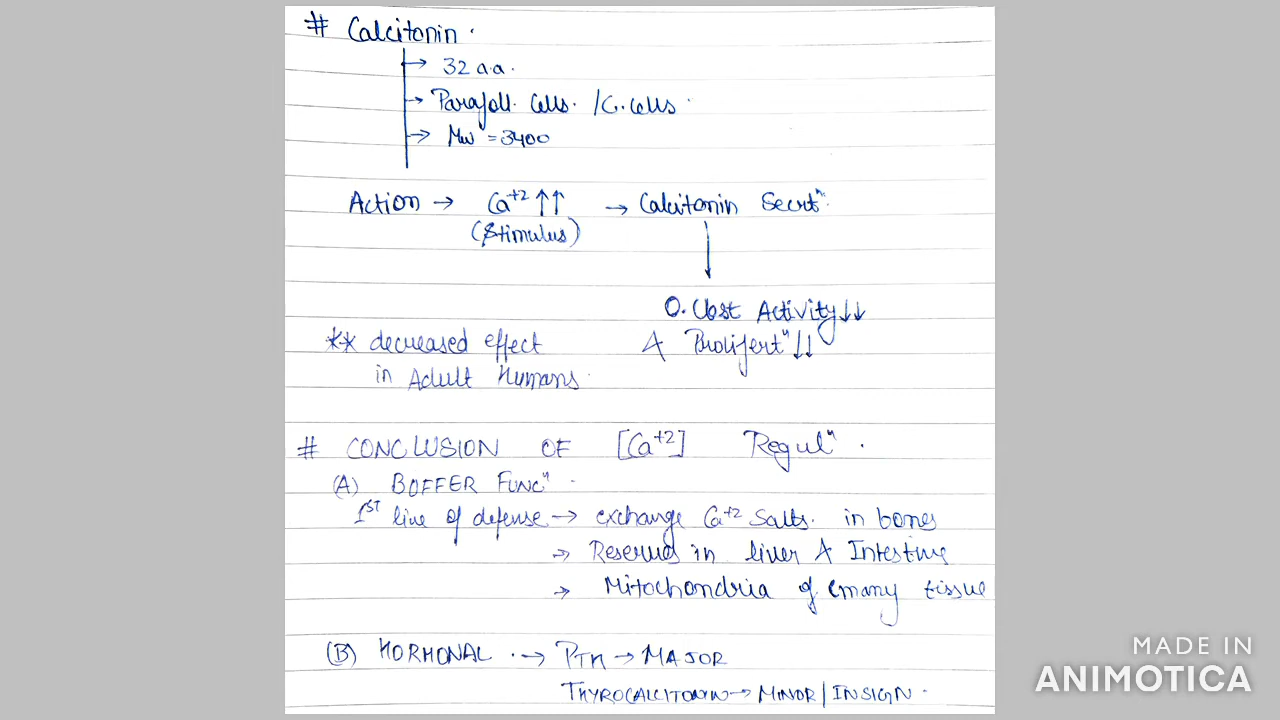 # Calcitonin.
→ 32 a.a.
→ Parafoll. Cells. / C. cells.
→ Mw = 3400
Action → Ca+2 ↑↑ → Calcitonin Secrtn.
(Stimulus)
↓
O. Clast Activity ↓↓
** decreased effect & Prolifertn ↓↓
in Adult Humans.
# CONCLUSION OF [Ca+2] Reguln.
(A) BUFFER FUNCn.
1ST line of defense → exchange Ca+2 Salts. in bones
→ Reserves in liver & Intestine
→ Mitochondria of many tissue
(B) HORMONAL. → PTH → MAJOR
THYROCALCITONIN → MINOR/INSIGN.
MADE IN
ANIMOTICA